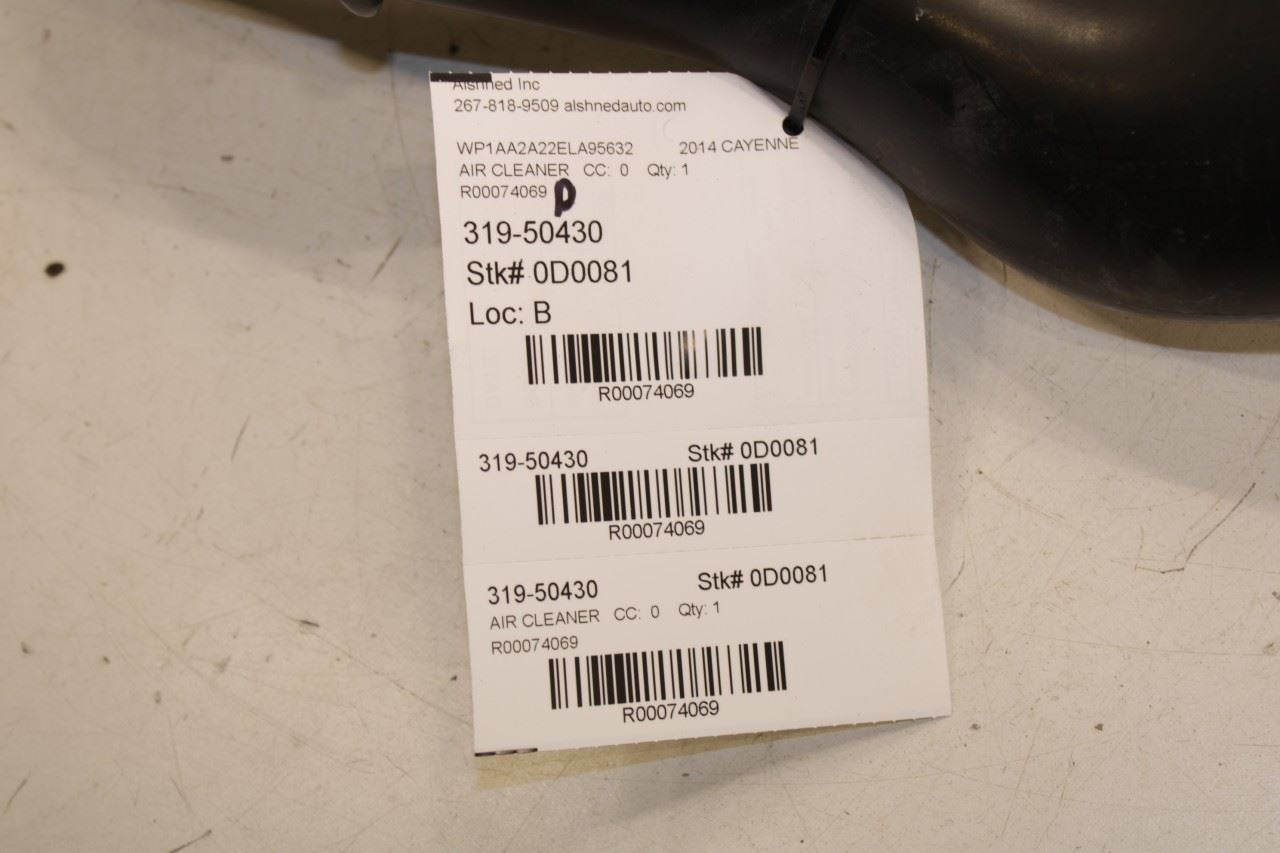 Alshned Inc
267-818-9509 alshnedauto.com
WP1AA2A22ELA95632 2014 CAYENNE
AIR CLEANER CC: 0 Qty: 1
R00074069 D
319-50430
Stk# 0D0081
Loc: B
R00074069
319-50430 Stk# 0D0081
R00074069
319-50430 Stk# 0D0081
AIR CLEANER CC: 0 Qty: 1
R00074069
R00074069